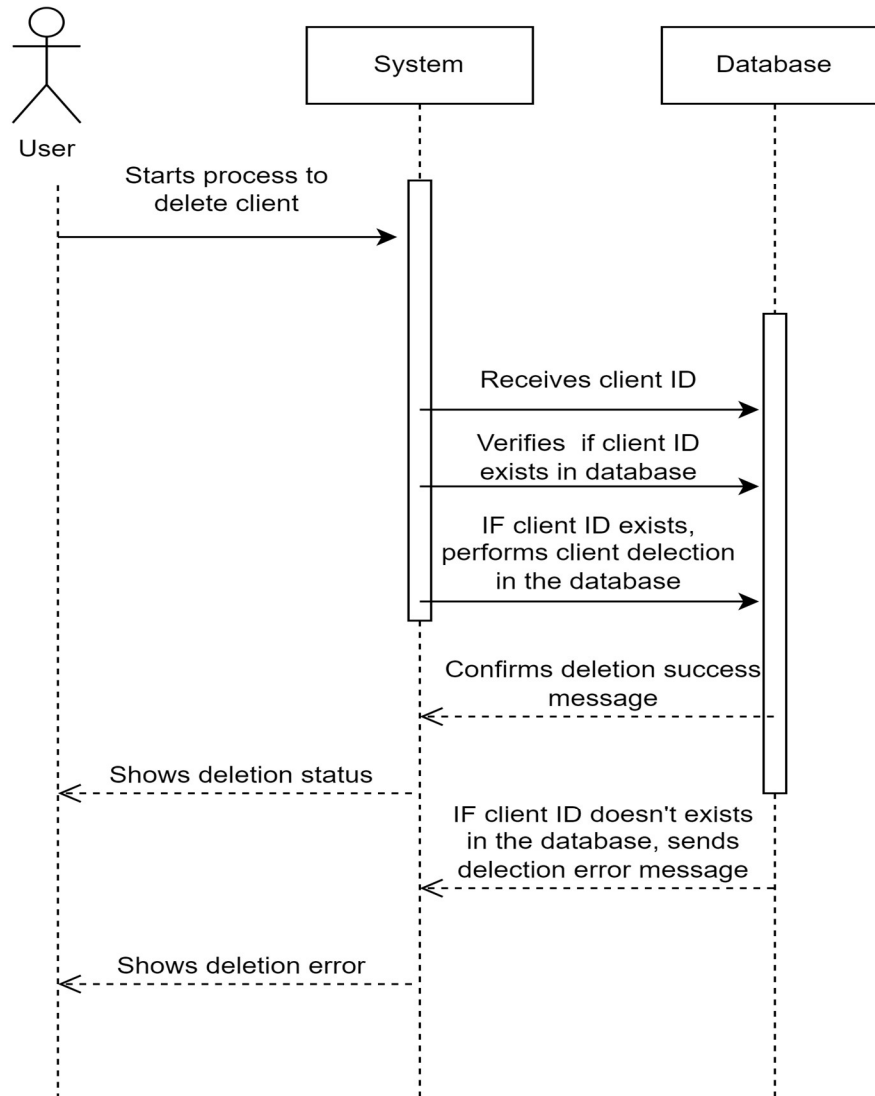 System
Database
User
Starts process to
delete client
Receives client ID
Verifies  if client ID
exists in database
IF client ID exists,
performs client delection
in the database
Confirms deletion success
message
Shows deletion status
IF client ID doesn't exists
in the database, sends
delection error message
Shows deletion error